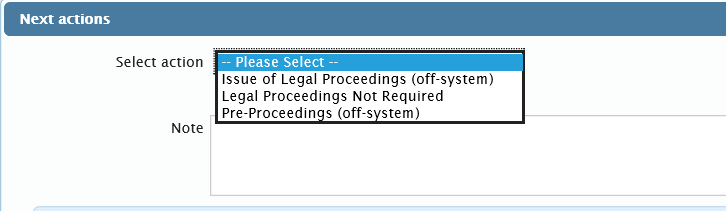 Next actions
Select action
-- Please Select --
Issue of Legal Proceedings (off-system)
Legal Proceedings Not Required
Pre-Proceedings (off-system)
Note